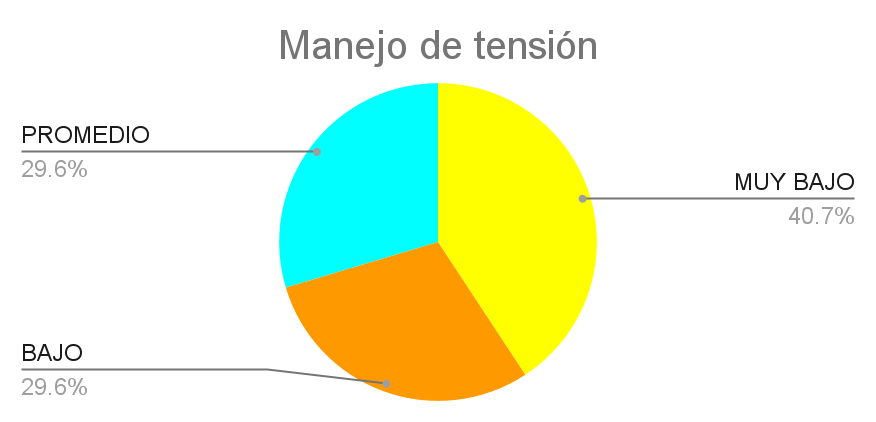 Manejo de tensión
PROMEDIO
29.6%
MUY BAJO
40.7%
BAJO
29.6%